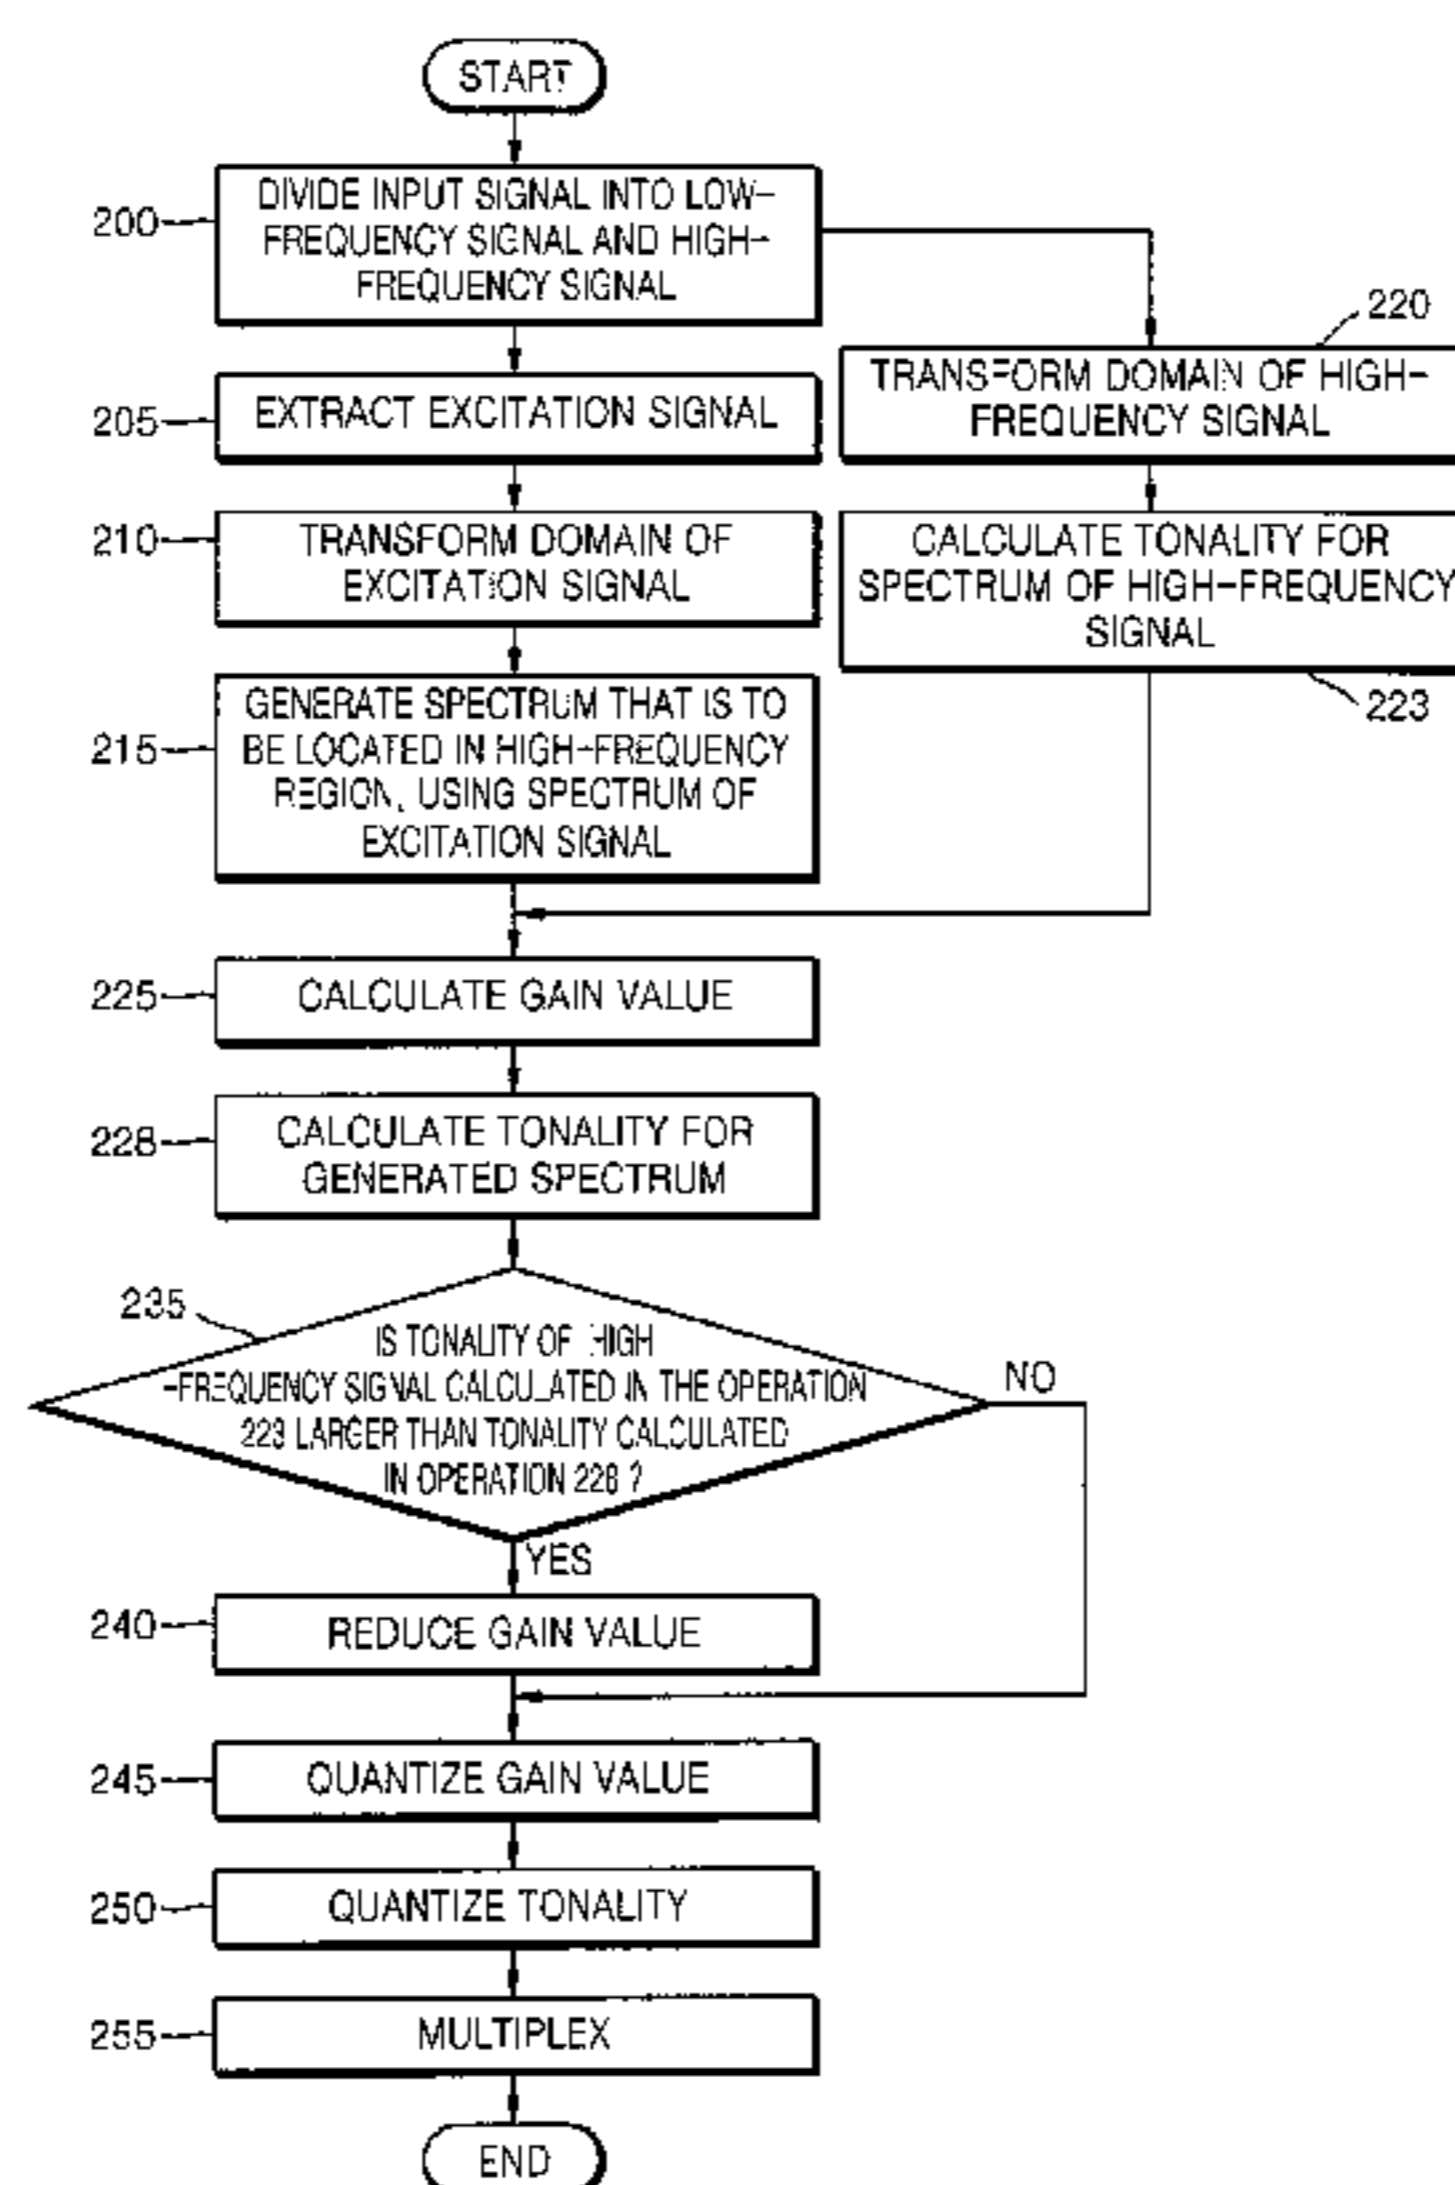 START
200
DIVIDE INPUT SIGNAL INTO LOW-
FREQUENCY SIGNAL AND HIGH-
FREQUENCY SIGNAL
220
TRANSFORM DOMAIN OF HIGH-
FREQUENCY SIGNAL
205
EXTRACT EXCITATION SIGNAL
210
TRANSFORM DOMAIN OF
EXCITATION SIGNAL
CALCULATE TONALITY FOR
SPECTRUM OF HIGH-FREQUENCY
SIGNAL
223
215
GENERATE SPECTRUM THAT IS TO
BE LOCATED IN HIGH-FREQUENCY
REGION, USING SPECTRUM OF
EXCITATION SIGNAL
225
CALCULATE GAIN VALUE
228
CALCULATE TONALITY FOR
GENERATED SPECTRUM
235
IS TONALITY OF HIGH
-FREQUENCY SIGNAL CALCULATED IN THE OPERATION
223 LARGER THAN TONALITY CALCULATED
IN OPERATION 228 ?
NO
YES
240
REDUCE GAIN VALUE
245
QUANTIZE GAIN VALUE
250
QUANTIZE TONALITY
255
MULTIPLEX
END